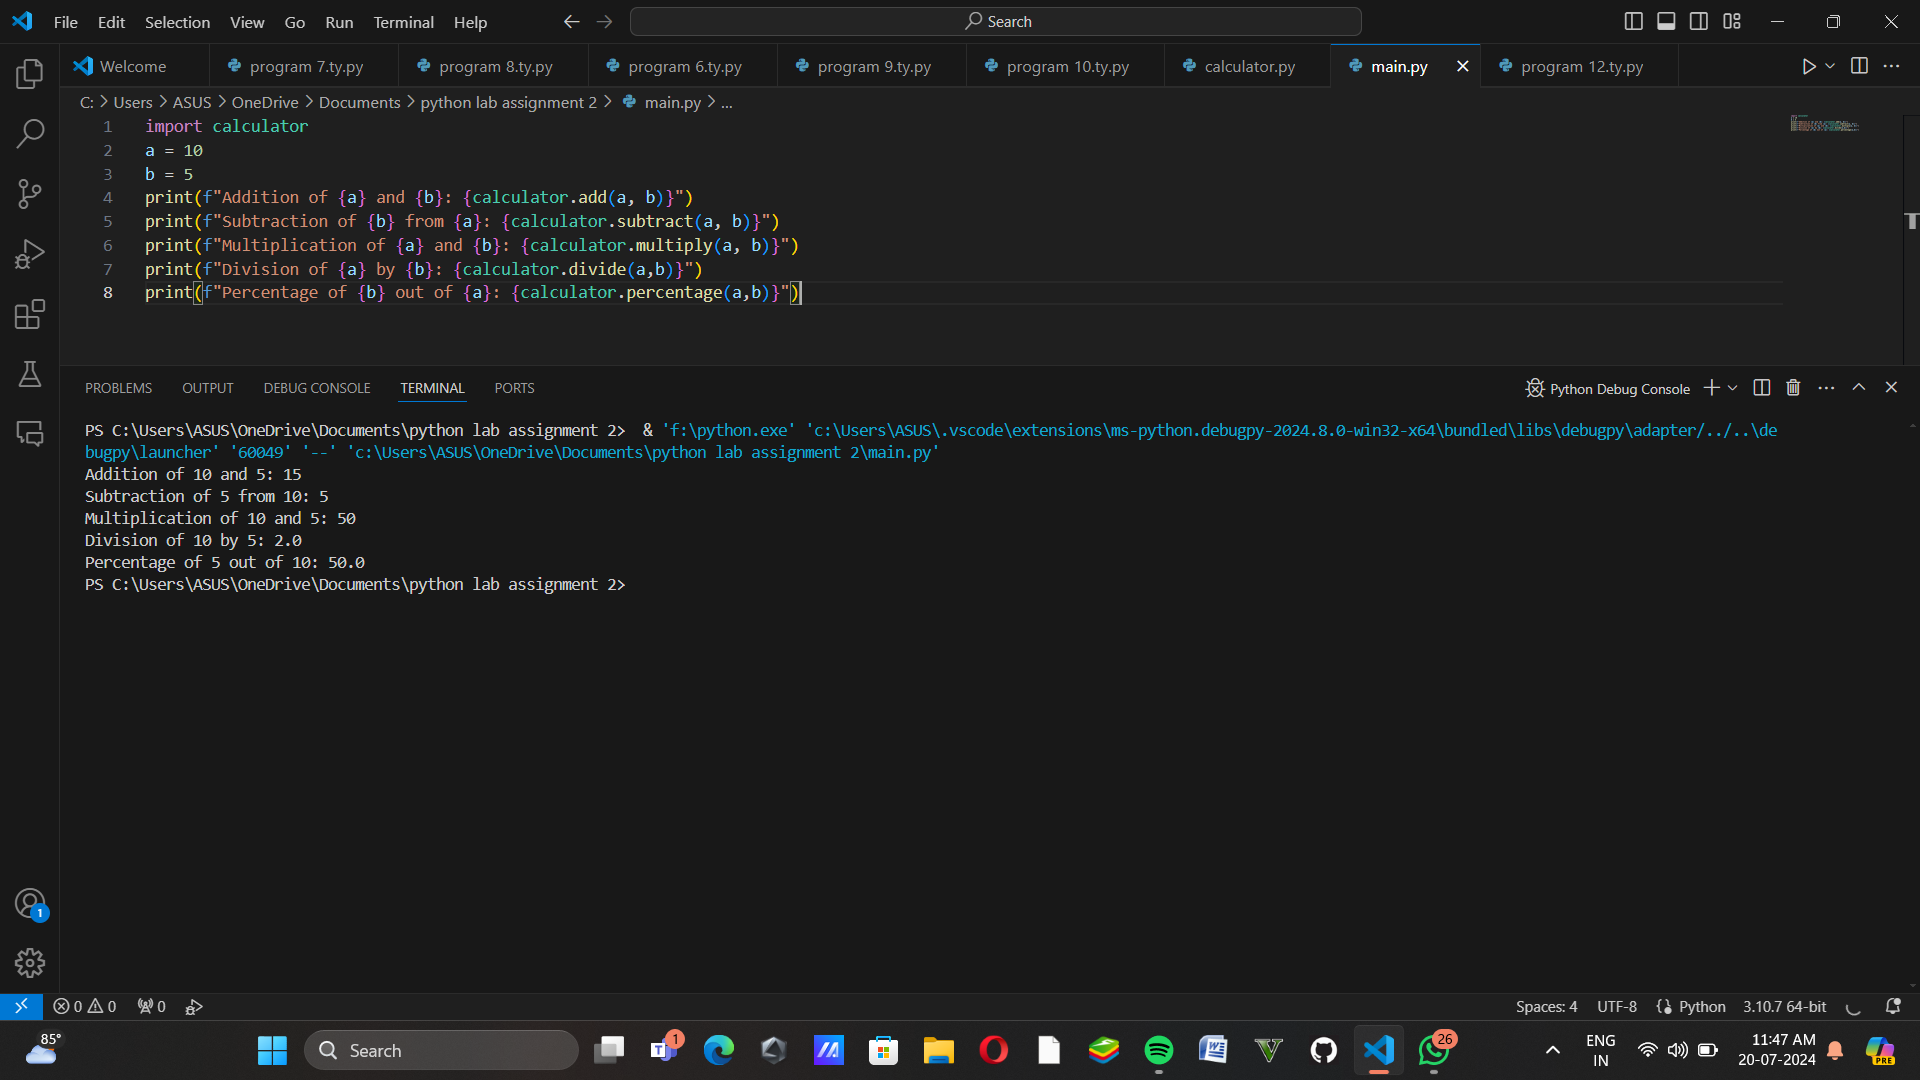 File Edit Selection View Go Run Terminal Help
Search
Welcome
program 7.ty.py
program 8.ty.py
program 6.ty.py
program 9.ty.py
program 10.ty.py
calculator.py
main.py
program 12.ty.py
C: > Users > ASUS > OneDrive > Documents > python lab assignment 2 > main.py > ...
1 import calculator
2 a = 10
3 b = 5
4 print(f"Addition of {a} and {b}: {calculator.add(a, b)}")
5 print(f"Subtraction of {b} from {a}: {calculator.subtract(a, b)}")
6 print(f"Multiplication of {a} and {b}: {calculator.multiply(a, b)}")
7 print(f"Division of {a} by {b}: {calculator.divide(a,b)}")
8 print(f"Percentage of {b} out of {a}: {calculator.percentage(a,b)}")
PROBLEMS OUTPUT DEBUG CONSOLE TERMINAL PORTS
Python Debug Console
PS C:\Users\ASUS\OneDrive\Documents\python lab assignment 2>  & 'f:\python.exe' 'c:\Users\ASUS\.vscode\extensions\ms-python.debugpy-2024.8.0-win32-x64\bundled\libs\debugpy\adapter/../..\de
bugpy\launcher' '60049' '--' 'c:\Users\ASUS\OneDrive\Documents\python lab assignment 2\main.py'
Addition of 10 and 5: 15
Subtraction of 5 from 10: 5
Multiplication of 10 and 5: 50
Division of 10 by 5: 2.0
Percentage of 5 out of 10: 50.0
PS C:\Users\ASUS\OneDrive\Documents\python lab assignment 2>
1
0 0 0
Spaces: 4 UTF-8 Python 3.10.7 64-bit
85°
Search
1
26
ENG
IN
11:47 AM
20-07-2024
PRE